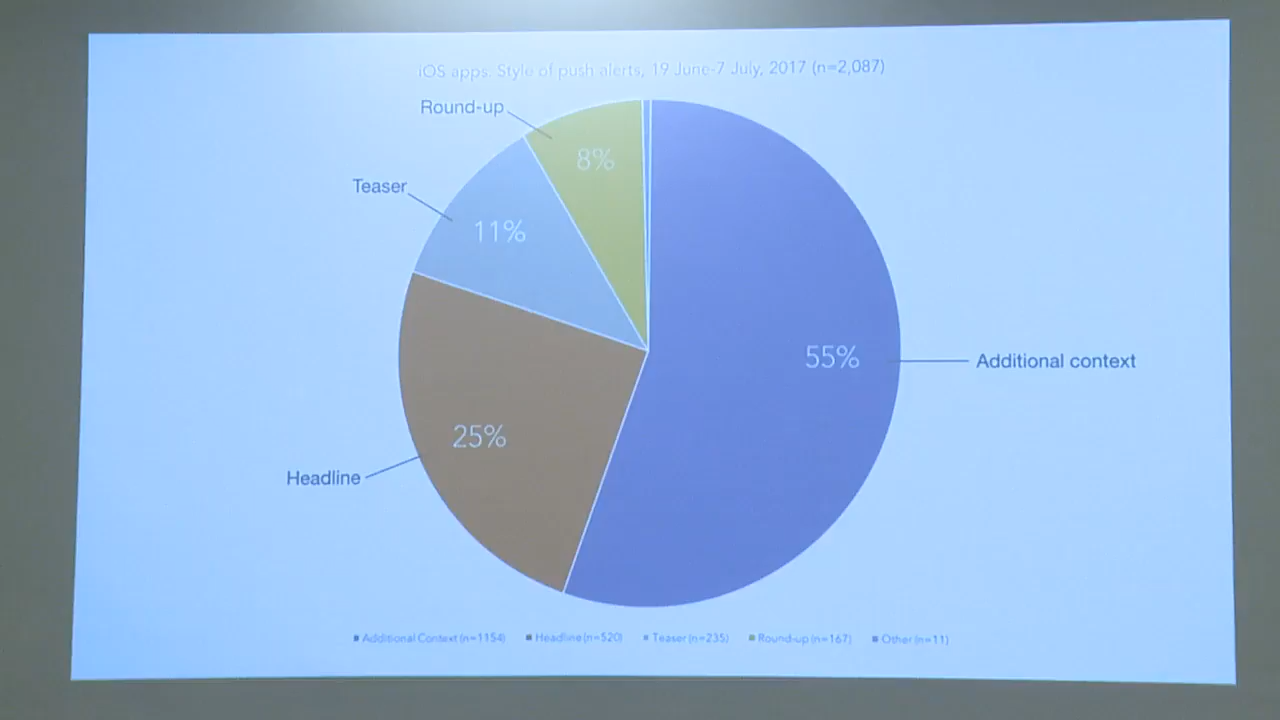 iOS apps. Style of push alerts, 19 June-7 July, 2017 (n=2,087)
Round-up
8%
Teaser
11%
55%
Additional context
25%
Headline
Additional Context (n=1154) Headline (n=520) Teaser (n=235) Round-up (n=167) Other (n=11)